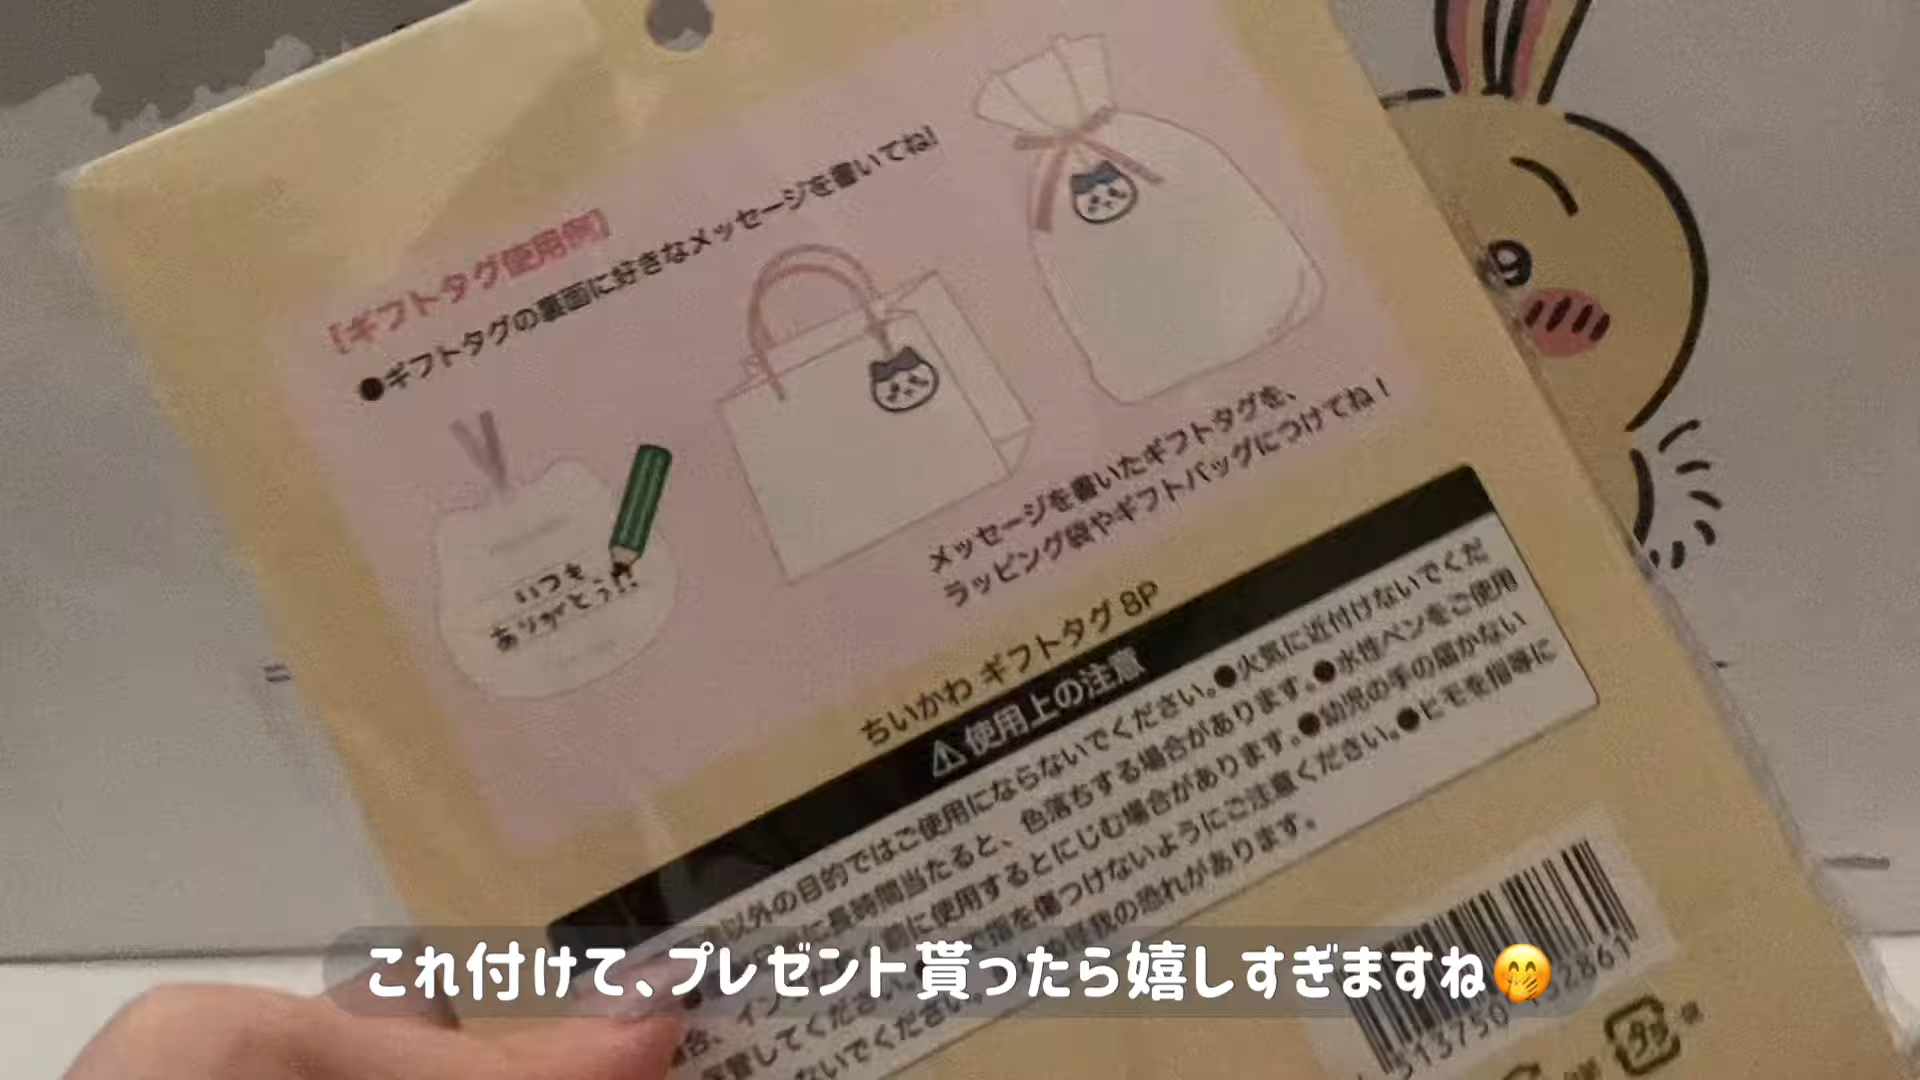 【ギフトタグ使用例】
●ギフトタグの裏面に好きなメッセージを書いてね!
いつも
ありがとう!!
メッセージを書いたギフトタグを、
ラッピング袋やギフトバッグにつけてね!
ちいかわ ギフトタグ 8P
⚠使用上の注意
以外の目的ではご使用にならないでください。●火気に近付けないでくだ
に長時間当たると、色落ちする場合があります。●水性ペンをご使用
に使用するとにじむ場合があります。●幼児の手の届かない
を傷つけないようにご注意ください。●ヒモを指等に
の恐れがあります。
これ付けて、プレゼント貰ったら嬉しすぎますね🤭
プラ